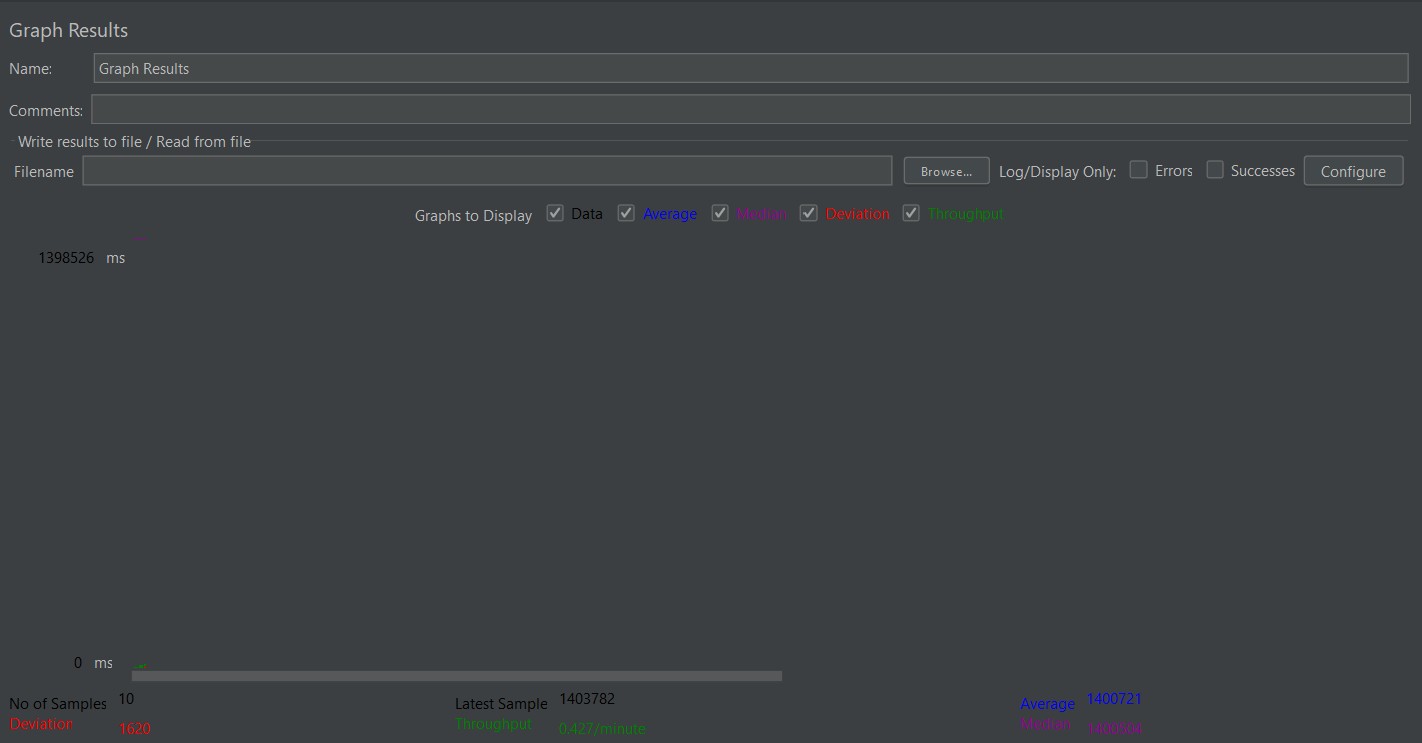 Graph Results
Name: Graph Results
Comments:
Write results to file / Read from file
Filename Browse... Log/Display Only: Errors Successes Configure
Graphs to Display Data Average Median Deviation Throughput
1398526 ms
0 ms
No of Samples 10 Latest Sample 1403782 Average 1400721
Deviation 1620 Throughput 0.427/minute Median